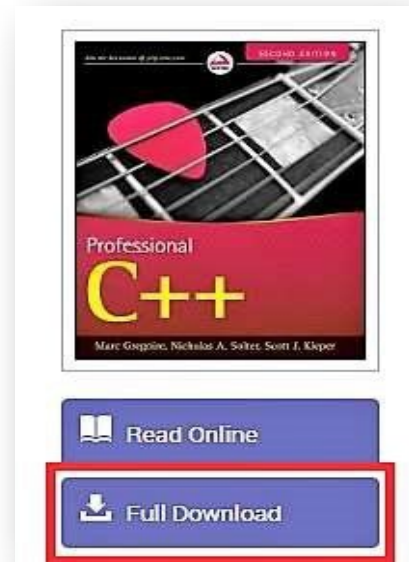 SECOND EDITION
Professional
C++
Marc Gregoire, Nicholas A. Solter, Scott J. Kleper
Read Online
Full Download